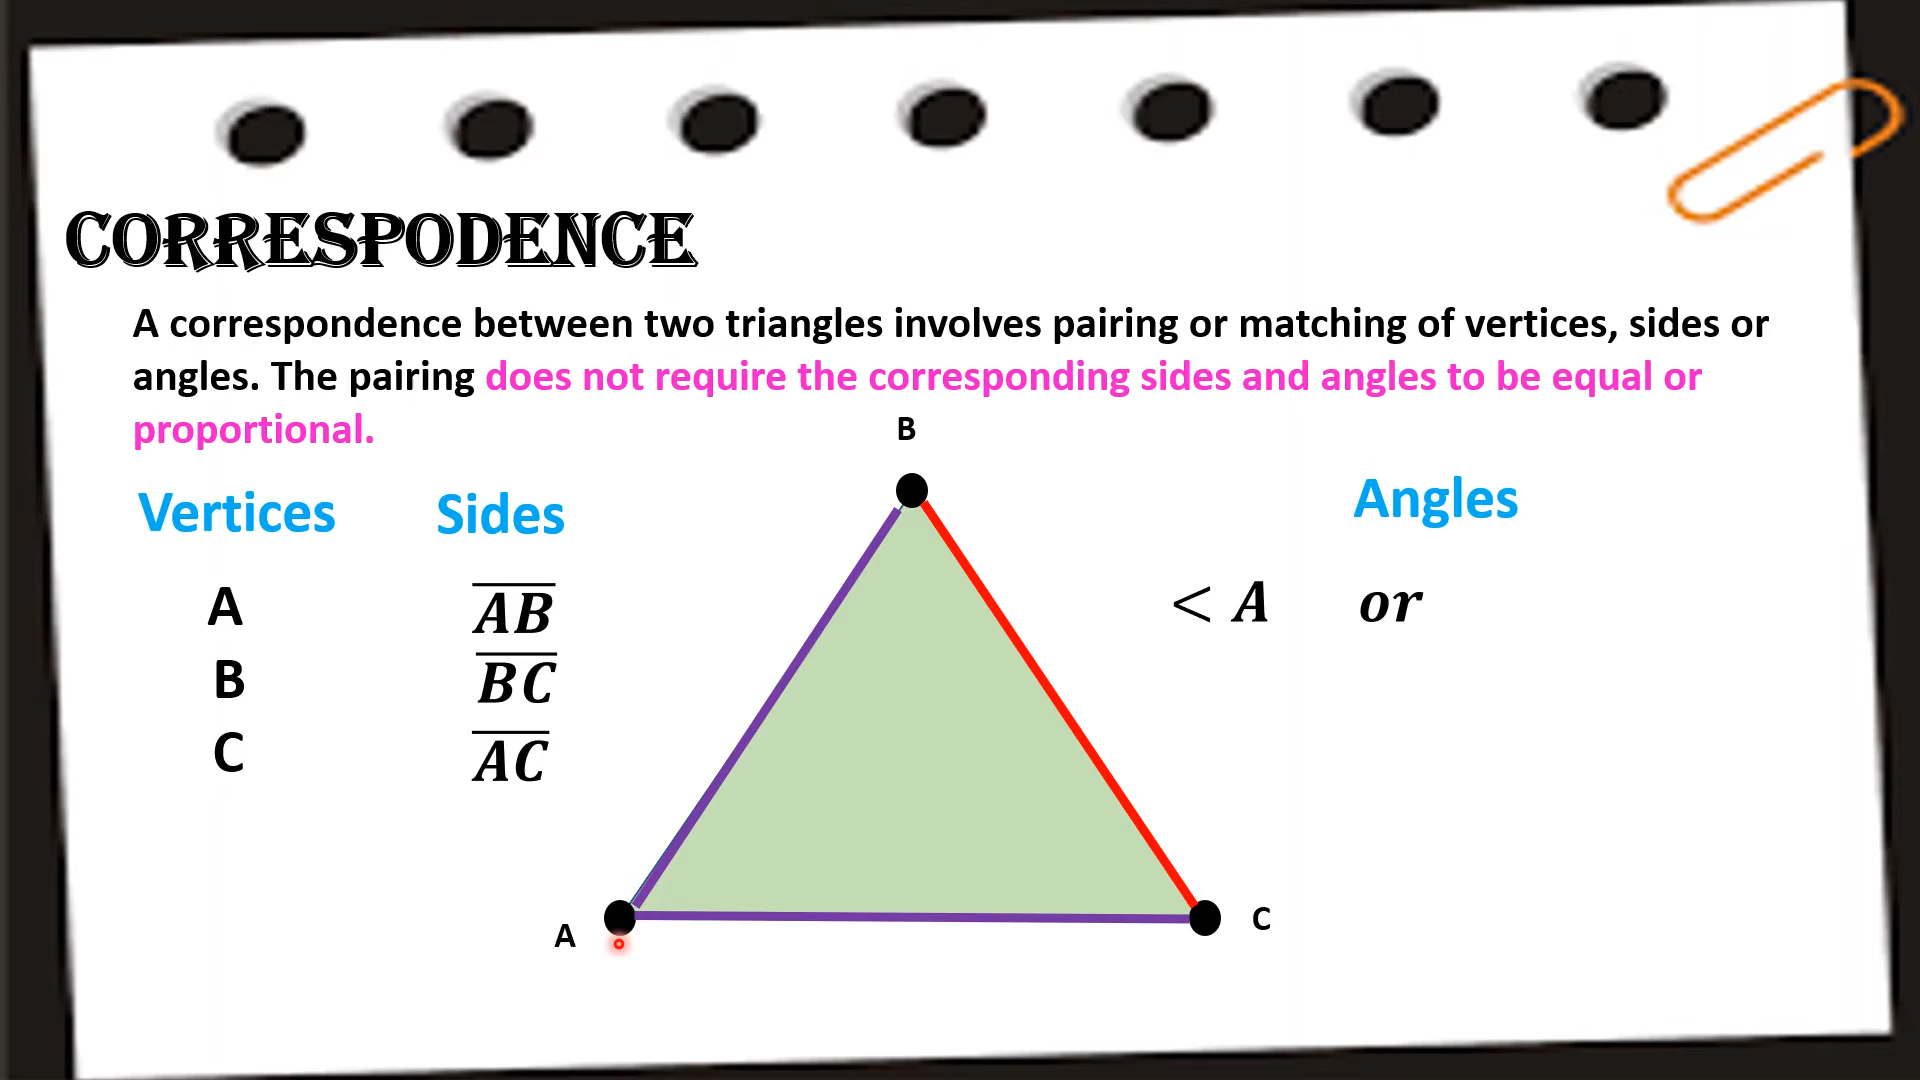 CORRESPODENCE
A correspondence between two triangles involves pairing or matching of vertices, sides or
angles. The pairing does not require the corresponding sides and angles to be equal or
proportional.
B
Vertices Sides Angles
A AB < A or
B BC
C AC
A C